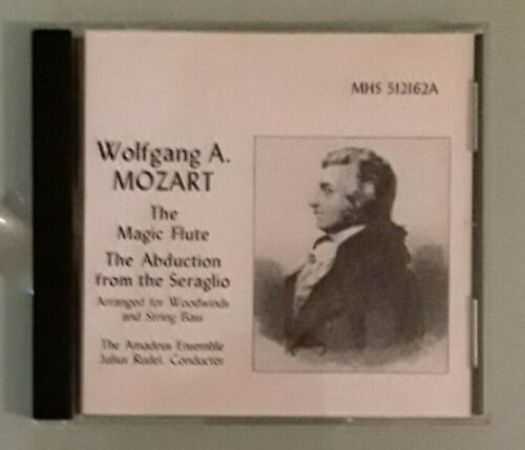 MHS 512162A
Wolfgang A.
MOZART
The
Magic Flute
The Abduction
from the Seraglio
Arranged for Woodwinds
and String Bass
The Amadeus Ensemble
Julius Rudel, Conductor